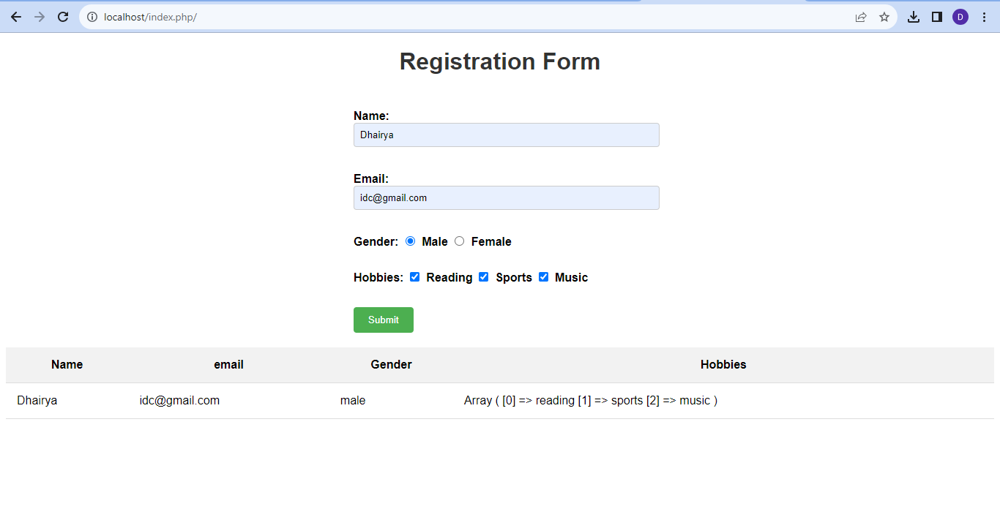 localhost/index.php/
D
Registration Form
Name:
Dhairya
Email:
idc@gmail.com
Gender: Male Female
Hobbies: Reading Sports Music
Submit
Name email Gender Hobbies
Dhairya idc@gmail.com male Array ( [0] => reading [1] => sports [2] => music )